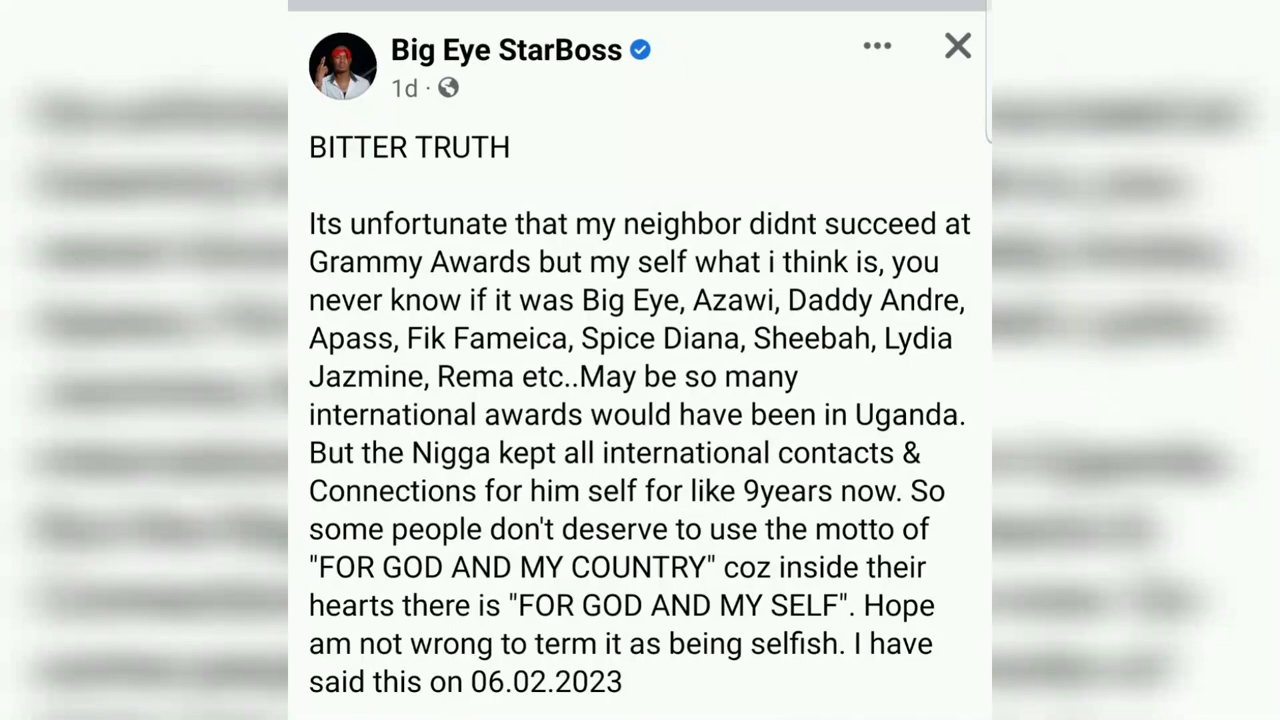 Big Eye StarBoss
1d ·
BITTER TRUTH
Its unfortunate that my neighbor didnt succeed at
Grammy Awards but my self what i think is, you
never know if it was Big Eye, Azawi, Daddy Andre,
Apass, Fik Fameica, Spice Diana, Sheebah, Lydia
Jazmine, Rema etc..May be so many
international awards would have been in Uganda.
But the Nigga kept all international contacts &
Connections for him self for like 9years now. So
some people don't deserve to use the motto of
"FOR GOD AND MY COUNTRY" coz inside their
hearts there is "FOR GOD AND MY SELF". Hope
am not wrong to term it as being selfish. I have
said this on 06.02.2023